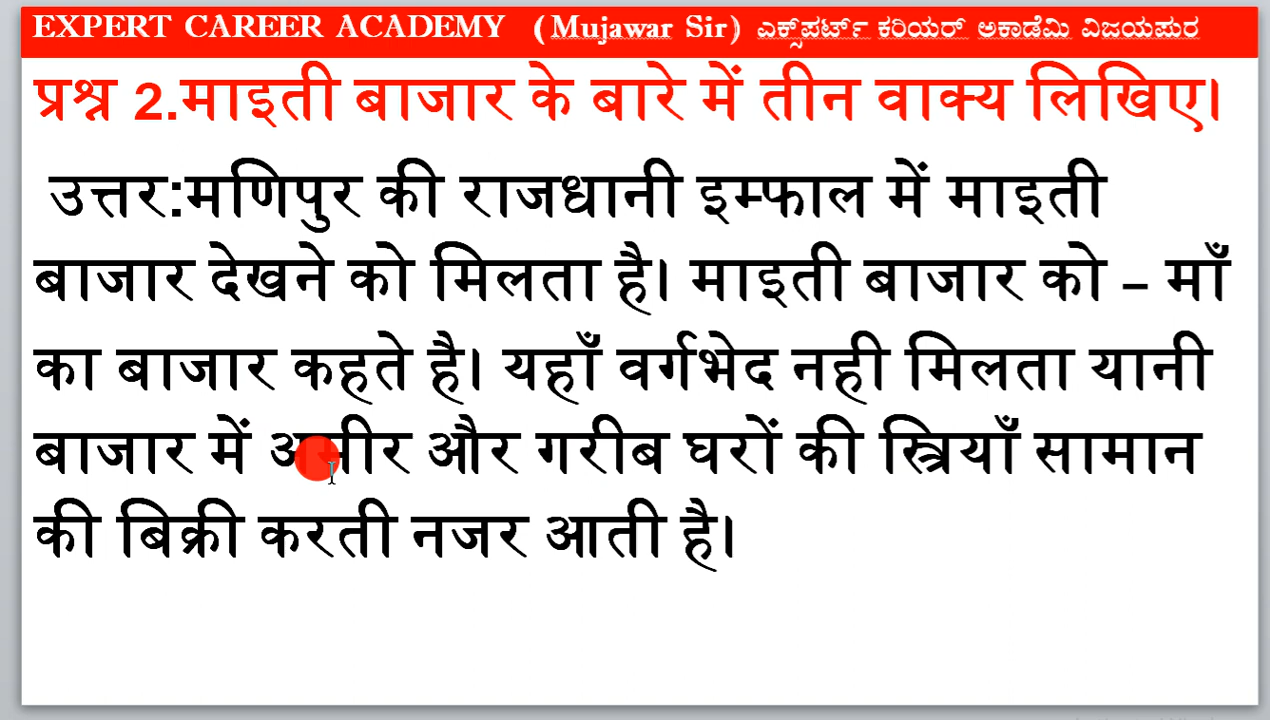 EXPERT CAREER ACADEMY (Mujawar Sir) ಎಕ್ಸ್‌ಪರ್ಟ್ ಕರಿಯರ್ ಅಕಾಡೆಮಿ ವಿಜಯಪುರ
प्रश्न 2.माइती बाजार के बारे में तीन वाक्य लिखिए।
उत्तर:मणिपुर की राजधानी इम्फाल में माइती
बाजार देखने को मिलता है। माइती बाजार को – माँ
का बाजार कहते है। यहाँ वर्गभेद नही मिलता यानी
बाजार में अमीर और गरीब घरों की स्त्रियाँ सामान
की बिक्री करती नजर आती है।